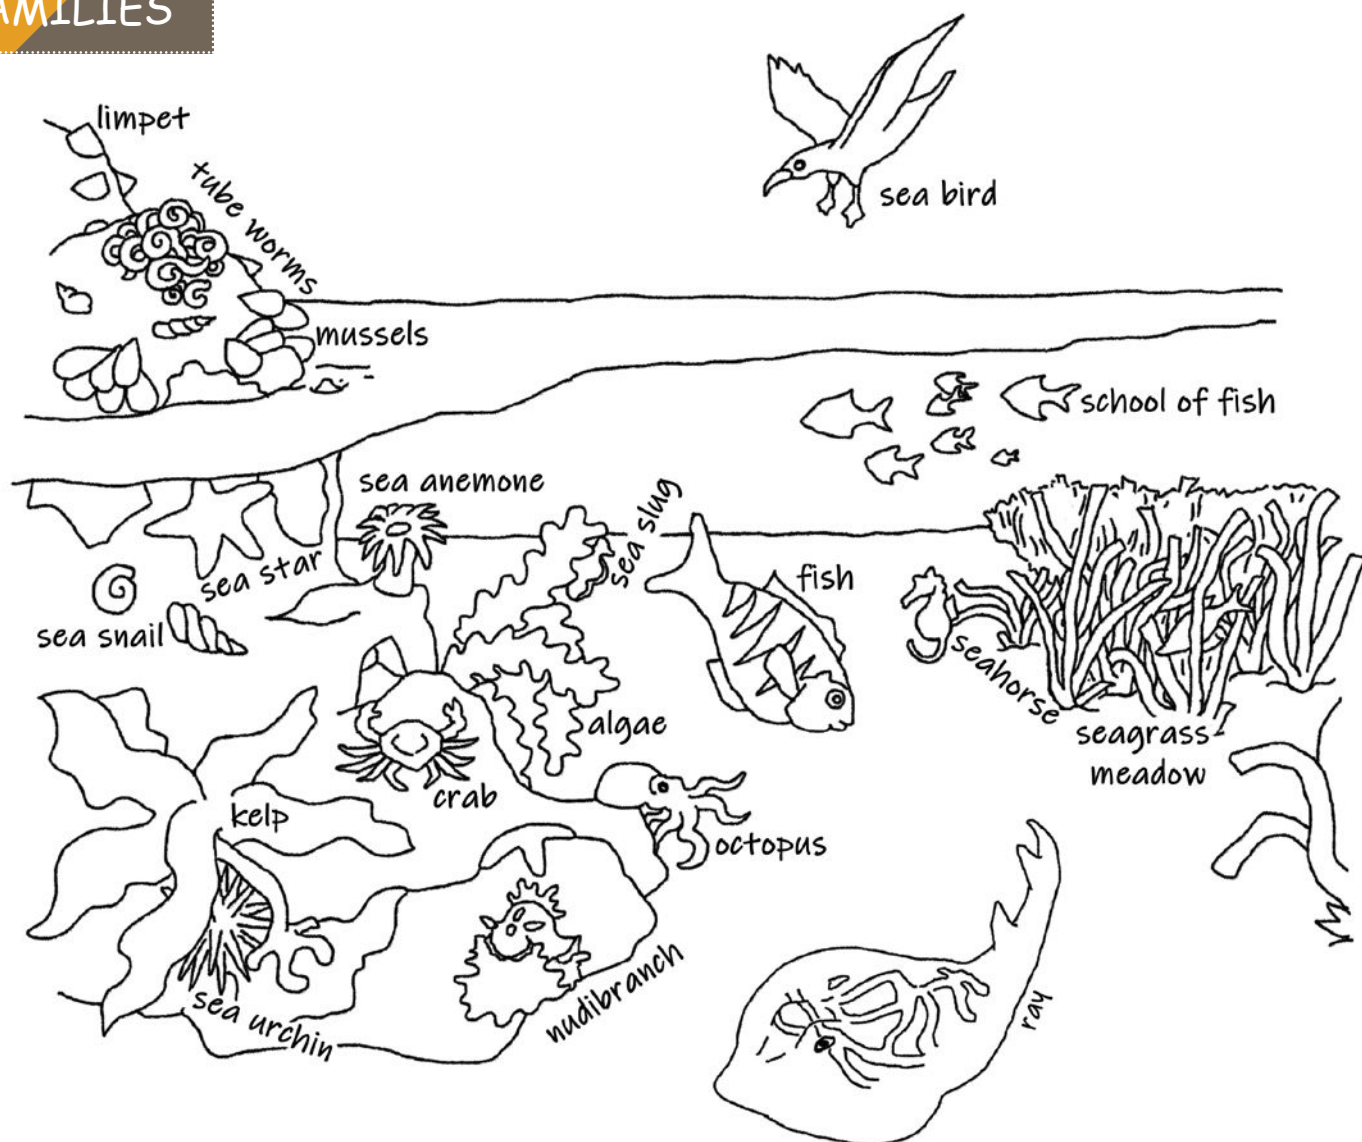 AMILIES
limpet
tube worms
sea bird
mussels
school of fish
sea anemone
sea slug
sea star
fish
sea snail
seahorse
algae
seagrass
meadow
crab
kelp
octopus
nudibranch
sea urchin
ray